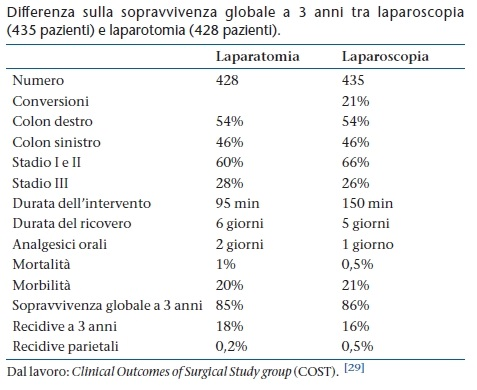 Differenza sulla sopravvivenza globale a 3 anni tra laparoscopia
(435 pazienti) e laparotomia (428 pazienti).
Laparatomia Laparoscopia
Numero 428 435
Conversioni 21%
Colon destro 54% 54%
Colon sinistro 46% 46%
Stadio I e II 60% 66%
Stadio III 28% 26%
Durata dell'intervento 95 min 150 min
Durata del ricovero 6 giorni 5 giorni
Analgesici orali 2 giorni 1 giorno
Mortalità 1% 0,5%
Morbilità 20% 21%
Sopravvivenza globale a 3 anni 85% 86%
Recidive a 3 anni 18% 16%
Recidive parietali 0,2% 0,5%
Dal lavoro: Clinical Outcomes of Surgical Study group (COST). [29]